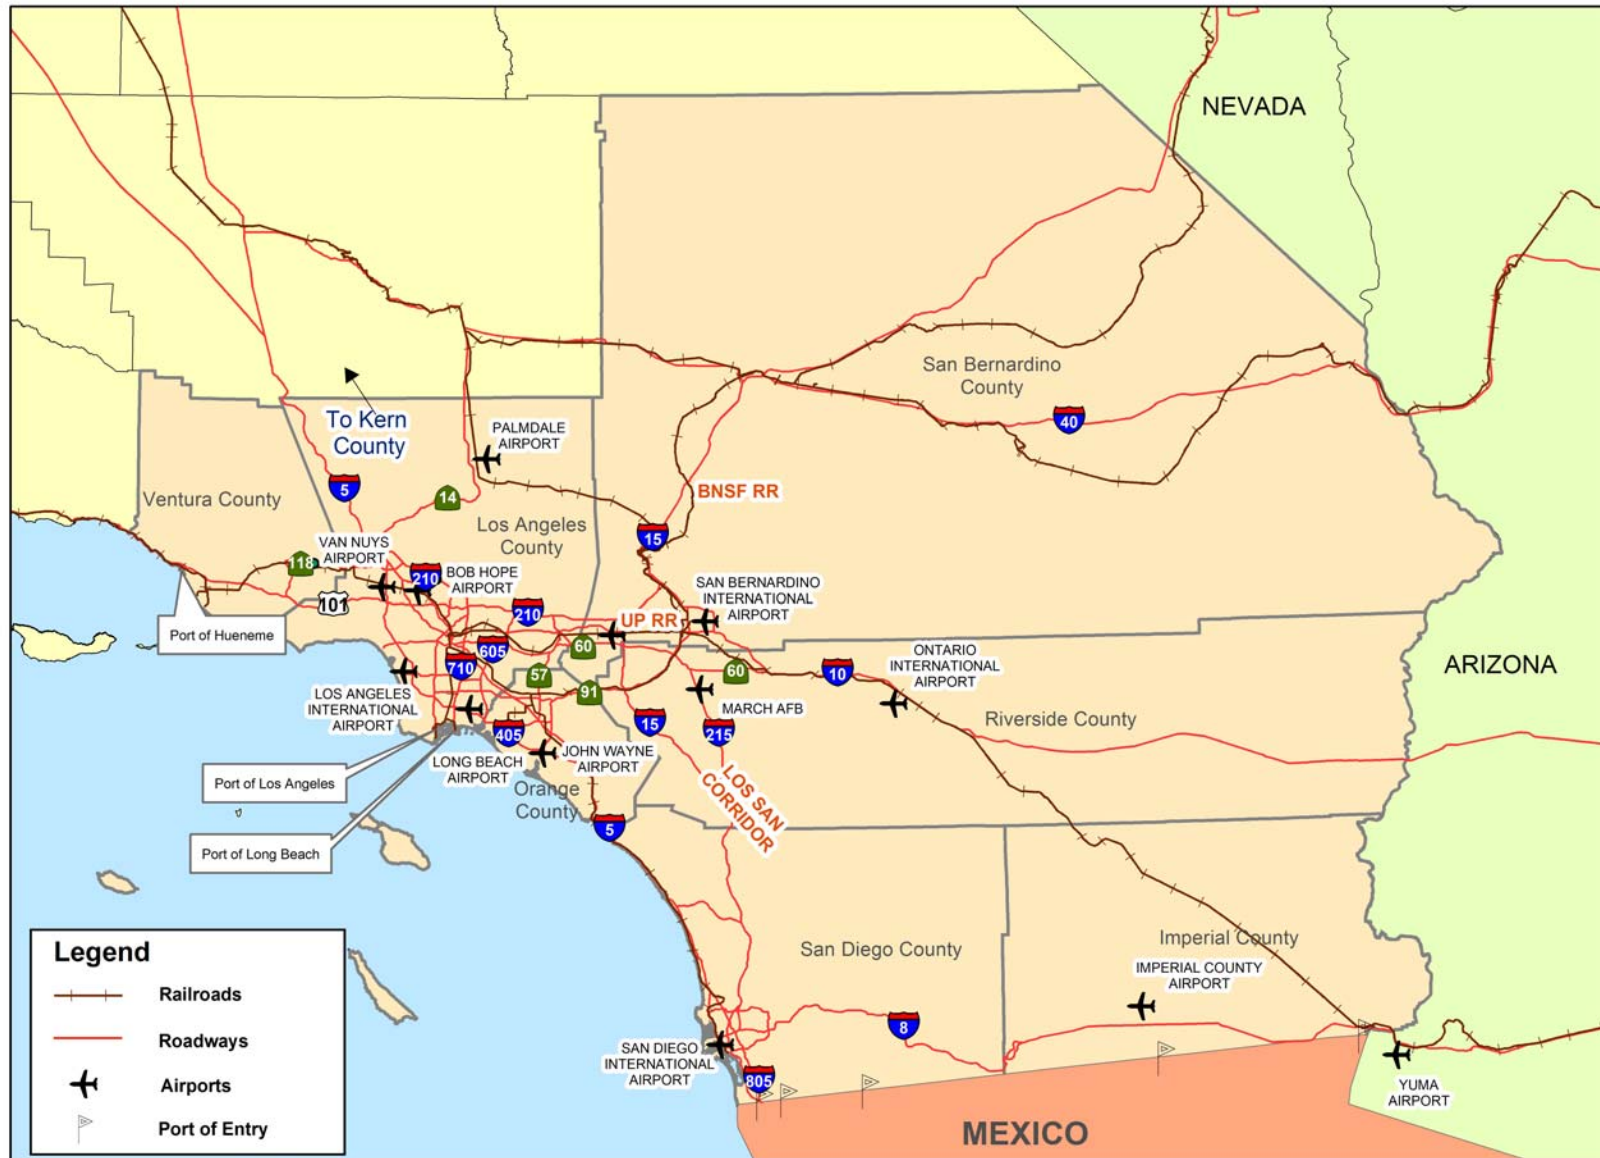 NEVADA
San Bernardino
County
40
To Kern
County
PALMDALE
AIRPORT
5
14
BNSF RR
Ventura County
Los Angeles
County
15
VAN NUYS
AIRPORT
118
210
BOB HOPE
AIRPORT
101
210
SAN BERNARDINO
INTERNATIONAL
AIRPORT
UP RR
Port of Hueneme
605
60
710
57
60
10
ONTARIO
INTERNATIONAL
AIRPORT
ARIZONA
LOS ANGELES
INTERNATIONAL
AIRPORT
91
MARCH AFB
15
215
Riverside County
405
LONG BEACH
AIRPORT
JOHN WAYNE
AIRPORT
Port of Los Angeles
Orange
County
LOS SAN
CORRIDOR
5
Port of Long Beach
San Diego County
Imperial County
IMPERIAL COUNTY
AIRPORT
8
SAN DIEGO
INTERNATIONAL
AIRPORT
805
YUMA
AIRPORT
MEXICO
Legend
Railroads
Roadways
Airports
Port of Entry